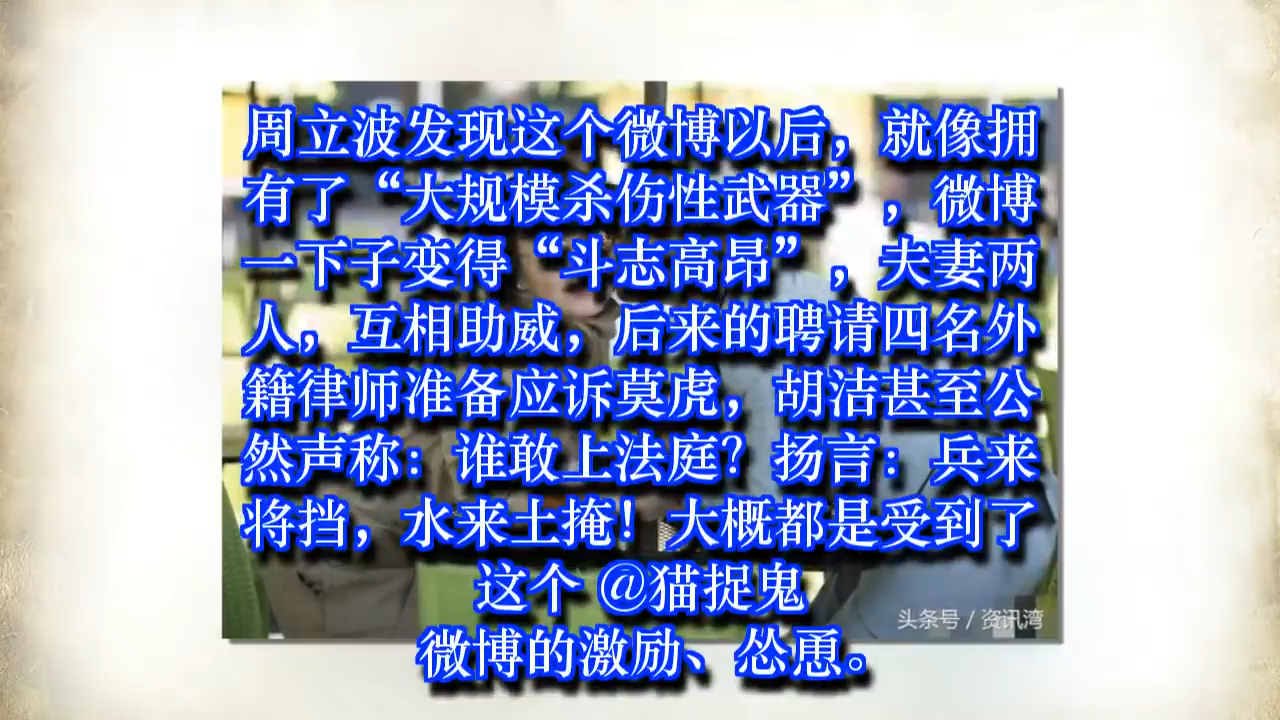 周立波发现这个微博以后，就像拥
有了“大规模杀伤性武器”，微博
一下子变得“斗志高昂”，夫妻两
人，互相助威，后来的聘请四名外
籍律师准备应诉莫虎，胡洁甚至公
然声称：谁敢上法庭？扬言：兵来
将挡，水来土掩！大概都是受到了
这个 @猫捉鬼
微博的激励、怂恿。
头条号 / 资讯湾